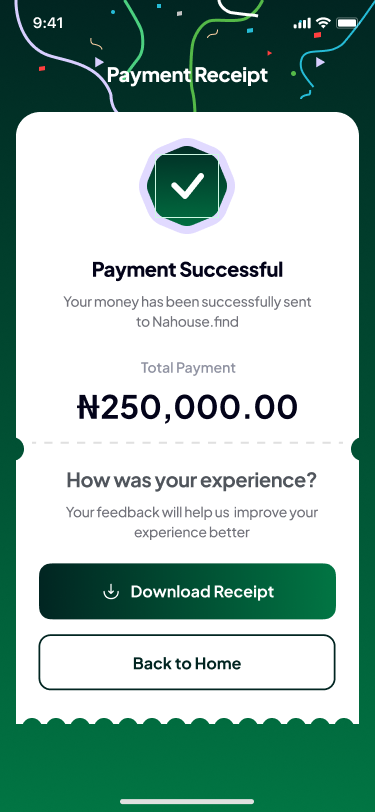 9:41
Payment Receipt
Payment Successful
Your money has been successfully sent
to Nahouse.find
Total Payment
₦250,000.00
How was your experience?
Your feedback will help us improve your
experience better
Download Receipt
Back to Home